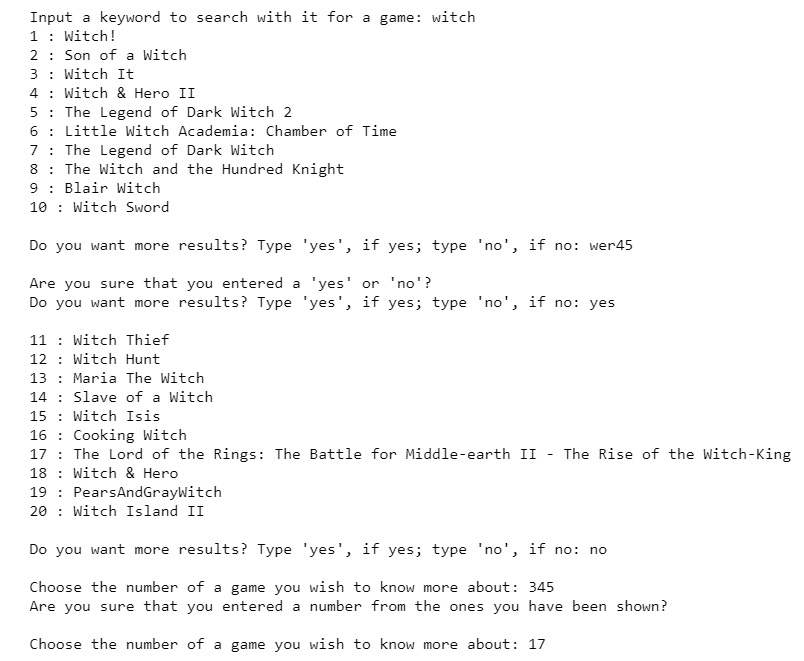 Input a keyword to search with it for a game: witch
1 : Witch!
2 : Son of a Witch
3 : Witch It
4 : Witch & Hero II
5 : The Legend of Dark Witch 2
6 : Little Witch Academia: Chamber of Time
7 : The Legend of Dark Witch
8 : The Witch and the Hundred Knight
9 : Blair Witch
10 : Witch Sword
Do you want more results? Type 'yes', if yes; type 'no', if no: wer45
Are you sure that you entered a 'yes' or 'no'?
Do you want more results? Type 'yes', if yes; type 'no', if no: yes
11 : Witch Thief
12 : Witch Hunt
13 : Maria The Witch
14 : Slave of a Witch
15 : Witch Isis
16 : Cooking Witch
17 : The Lord of the Rings: The Battle for Middle-earth II - The Rise of the Witch-King
18 : Witch & Hero
19 : PearsAndGrayWitch
20 : Witch Island II
Do you want more results? Type 'yes', if yes; type 'no', if no: no
Choose the number of a game you wish to know more about: 345
Are you sure that you entered a number from the ones you have been shown?
Choose the number of a game you wish to know more about: 17